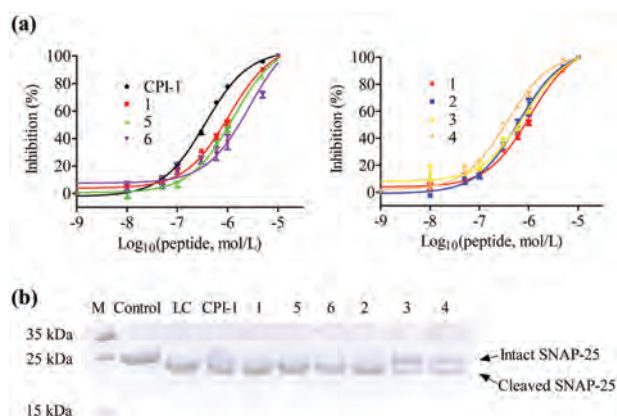 (a)
Inhibition (%)
100
80
60
40
20
0
CPI-1
1
5
6
-9 -8 -7 -6 -5
Log10(peptide, mol/L)
Inhibition (%)
100
80
60
40
20
0
1
2
3
4
-9 -8 -7 -6 -5
Log10(peptide, mol/L)
(b)
M Control LC CPI-1 1 5 6 2 3 4
35 kDa
25 kDa
15 kDa
Intact SNAP-25
Cleaved SNAP-25